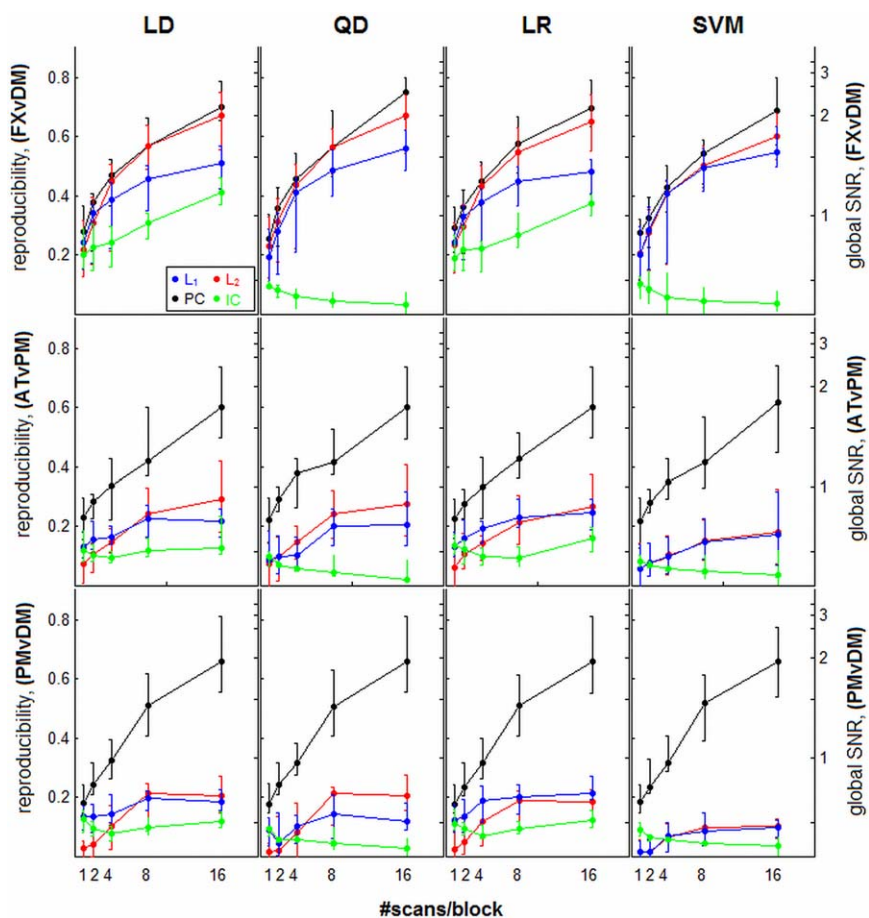 LD QD LR SVM
reproducibility, (FXvDM)
0.8
0.6
0.4
0.2
L1 L2
PC IC
3
2
1
global SNR, (FXvDM)
reproducibility, (ATvPM)
0.8
0.6
0.4
0.2
3
2
1
global SNR, (ATvPM)
reproducibility, (PMvDM)
0.8
0.6
0.4
0.2
3
2
1
global SNR, (PMvDM)
1 2 4 8 16 1 2 4 8 16 1 2 4 8 16 1 2 4 8 16
#scans/block